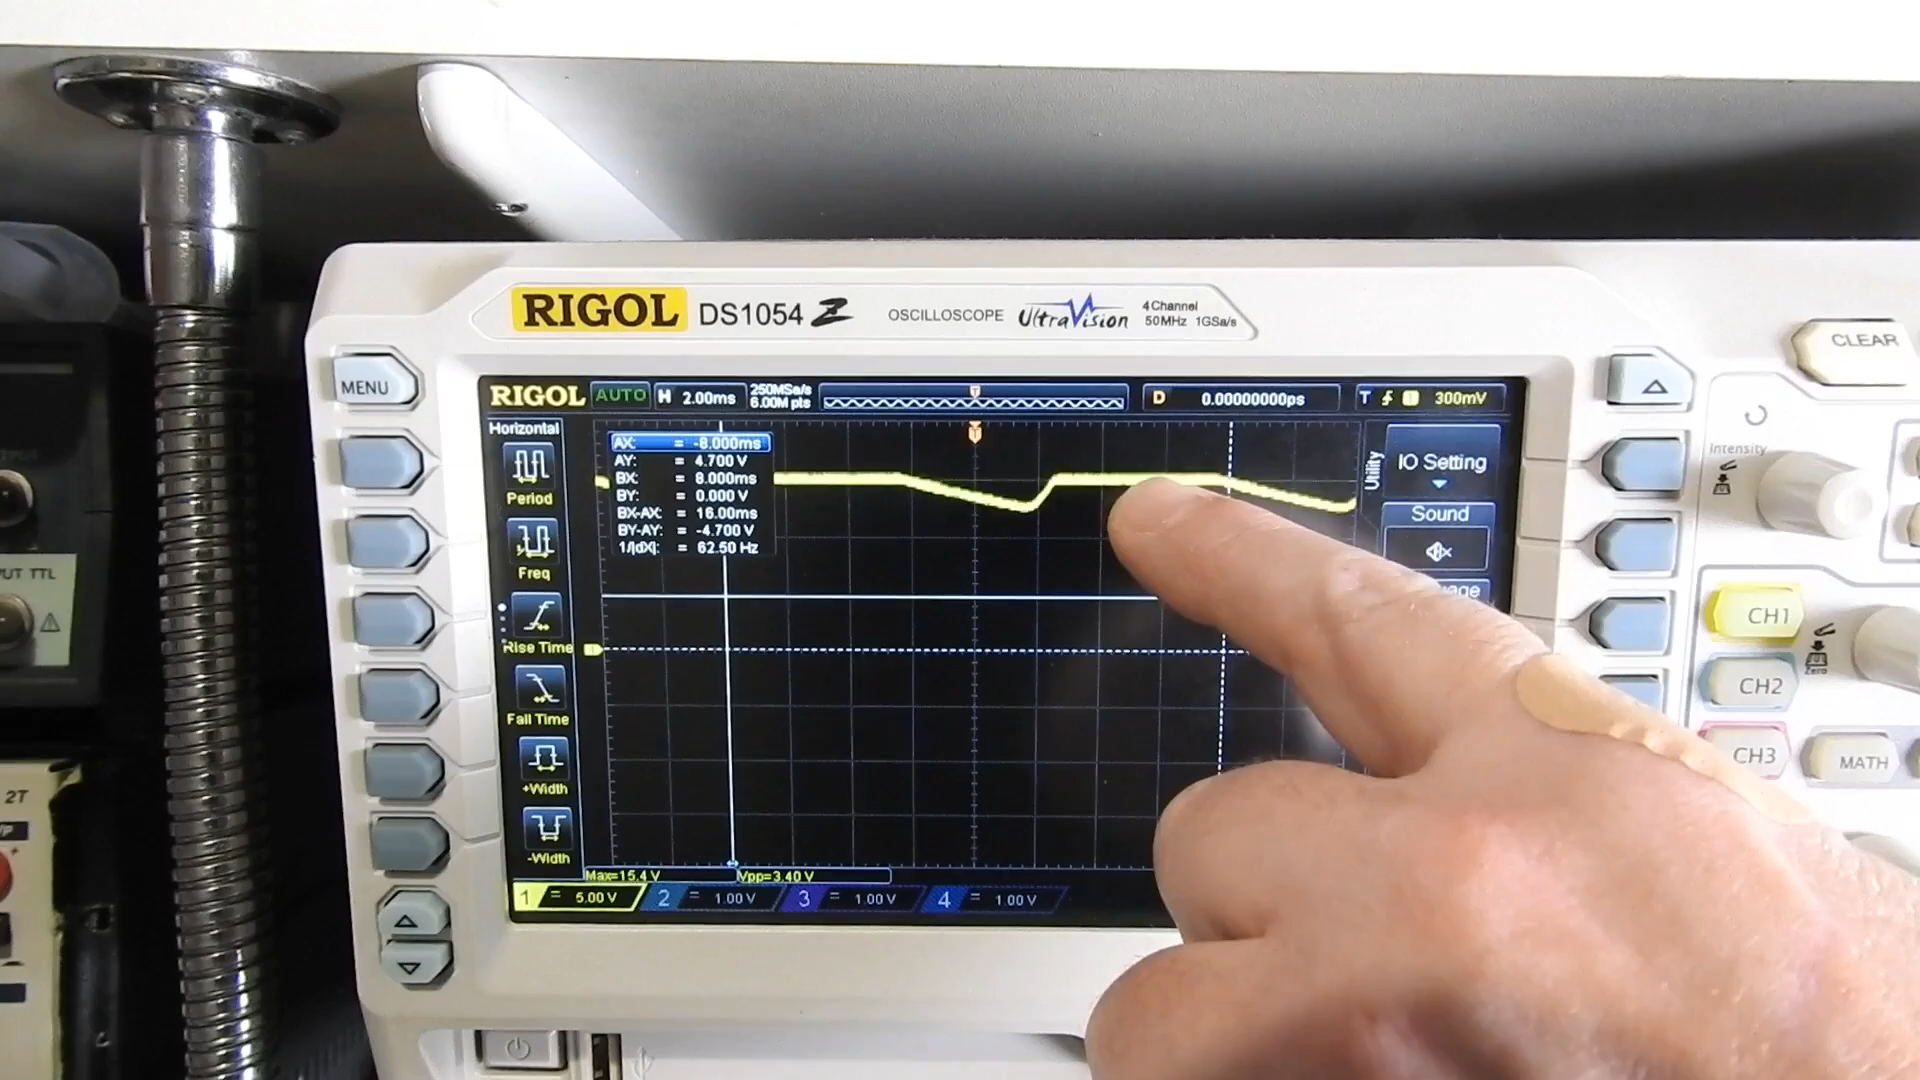 RIGOL DS1054 Z OSCILLOSCOPE UltraVision 4 Channel
50MHz 1GSa/s
CLEAR
MENU
RIGOL AUTO H 2.00ms 250MSa/s
6.00M pts
D 0.00000000ps T 1 300mV
Horizontal
AX: = -8.000ms
AY: = 4.700 V
BX: = 8.000ms
BY: = 0.000 V
BX-AX: = 16.00ms
BY-AY: = -4.700 V
1/|dX|: = 62.50 Hz
Period
Freq
Rise Time
Fall Time
+Width
-Width
Utility
IO Setting
Sound
Intensity
CH1
CH2
CH3
MATH
Zero
TTL
2T
Max=15.4 V Vpp=3.40 V
1 = 5.00 V 2 = 1.00 V 3 = 1.00 V 4 = 1.00 V